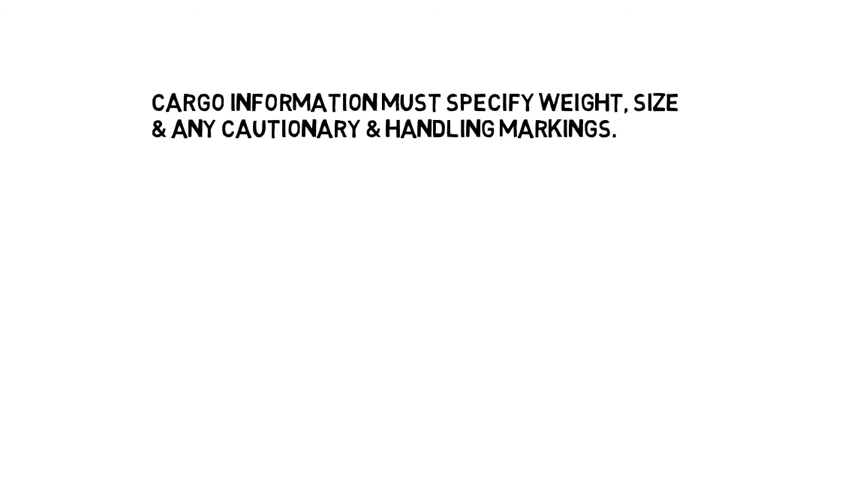 CARGO INFORMATION MUST SPECIFY WEIGHT, SIZE
& ANY CAUTIONARY & HANDLING MARKINGS.